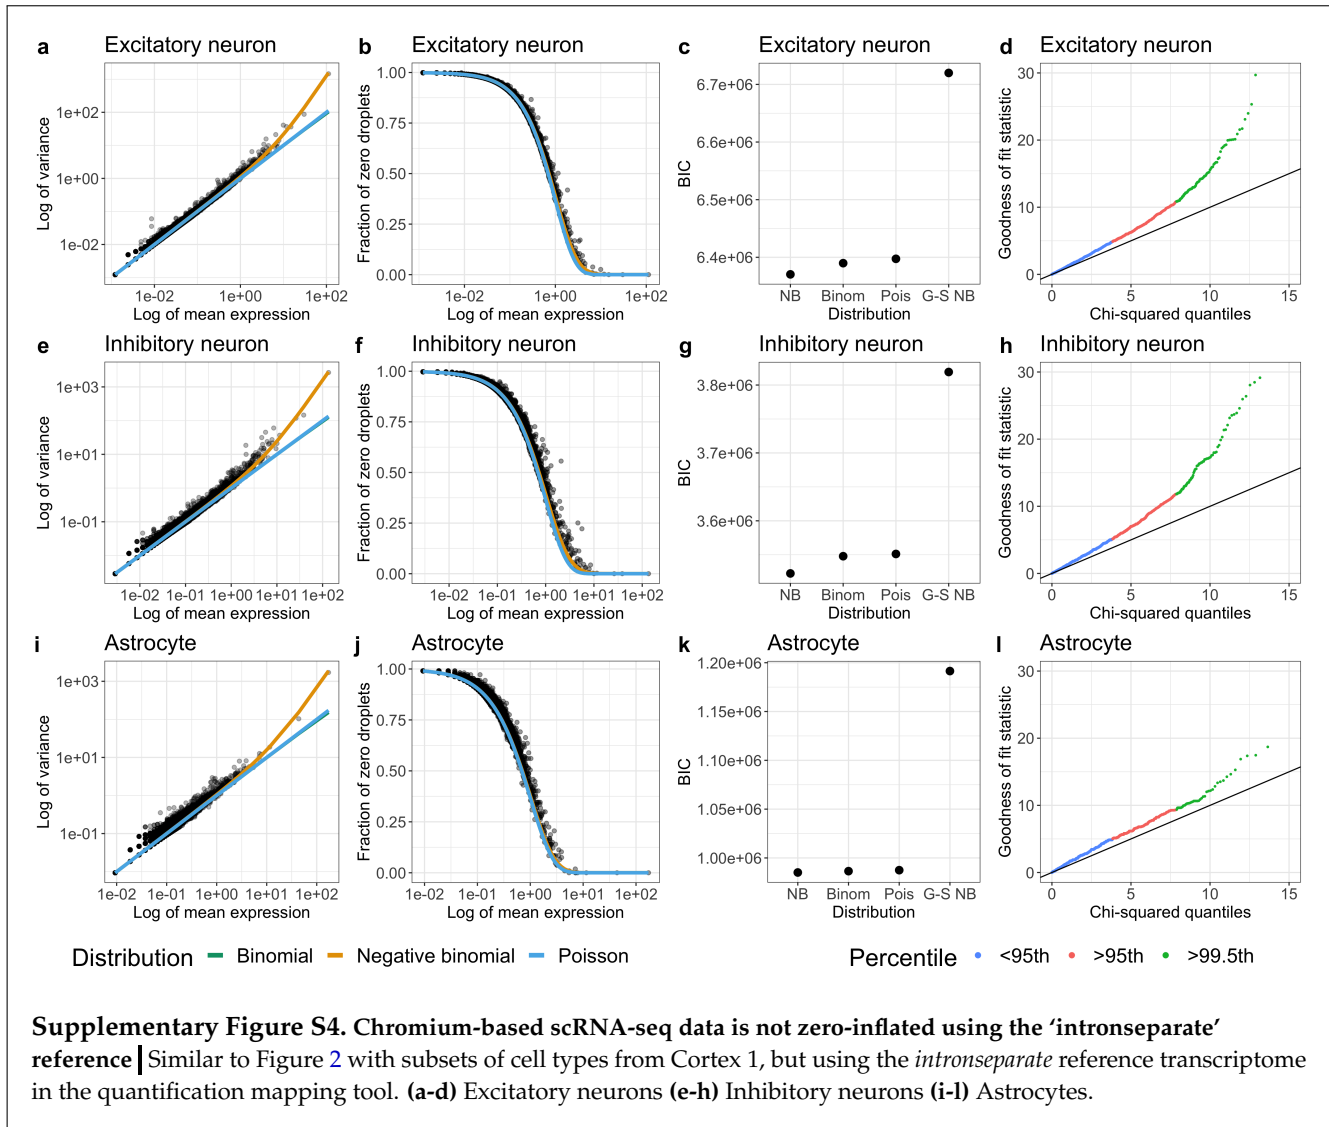 a Excitatory neuron
Log of variance
1e+02
1e+00
1e-02
1e-02 1e+00 1e+02
Log of mean expression
b Excitatory neuron
Fraction of zero droplets
1.00
0.75
0.50
0.25
0.00
1e-02 1e+00 1e+02
Log of mean expression
c Excitatory neuron
BIC
6.7e+06
6.6e+06
6.5e+06
6.4e+06
NB Binom Pois G-S NB
Distribution
d Excitatory neuron
Goodness of fit statistic
30
20
10
0
0 5 10 15
Chi-squared quantiles
e Inhibitory neuron
Log of variance
1e+03
1e+01
1e-01
1e-02 1e-01 1e+00 1e+01 1e+02
Log of mean expression
f Inhibitory neuron
Fraction of zero droplets
1.00
0.75
0.50
0.25
0.00
1e-02 1e-01 1e+00 1e+01 1e+02
Log of mean expression
g Inhibitory neuron
BIC
3.8e+06
3.7e+06
3.6e+06
NB Binom Pois G-S NB
Distribution
h Inhibitory neuron
Goodness of fit statistic
30
20
10
0
0 5 10 15
Chi-squared quantiles
i Astrocyte
Log of variance
1e+03
1e+01
1e-01
1e-02 1e-01 1e+00 1e+01 1e+02
Log of mean expression
j Astrocyte
Fraction of zero droplets
1.00
0.75
0.50
0.25
0.00
1e-02 1e-01 1e+00 1e+01 1e+02
Log of mean expression
k Astrocyte
BIC
1.20e+06
1.15e+06
1.10e+06
1.05e+06
1.00e+06
NB Binom Pois G-S NB
Distribution
l Astrocyte
Goodness of fit statistic
30
20
10
0
0 5 10 15
Chi-squared quantiles
Distribution Binomial Negative binomial Poisson
Percentile <95th >95th >99.5th
Supplementary Figure S4. Chromium-based scRNA-seq data is not zero-inflated using the ‘intronseparate’
reference | Similar to Figure 2 with subsets of cell types from Cortex 1, but using the intronseparate reference transcriptome
in the quantification mapping tool. (a-d) Excitatory neurons (e-h) Inhibitory neurons (i-l) Astrocytes.